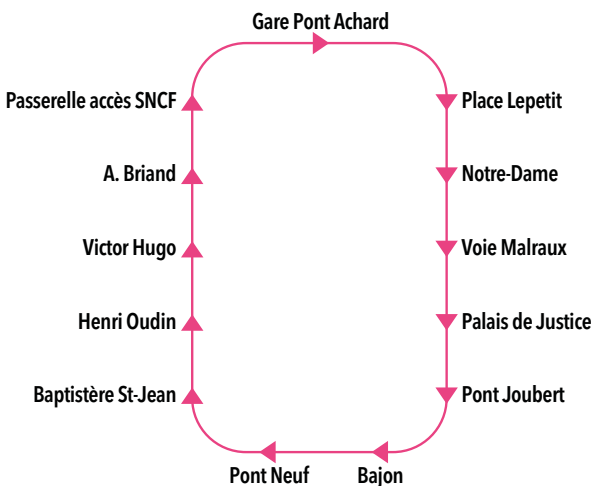 Gare Pont Achard
Passerelle accès SNCF
Place Lepetit
A. Briand
Notre-Dame
Victor Hugo
Voie Malraux
Henri Oudin
Palais de Justice
Baptistère St-Jean
Pont Joubert
Pont Neuf
Bajon